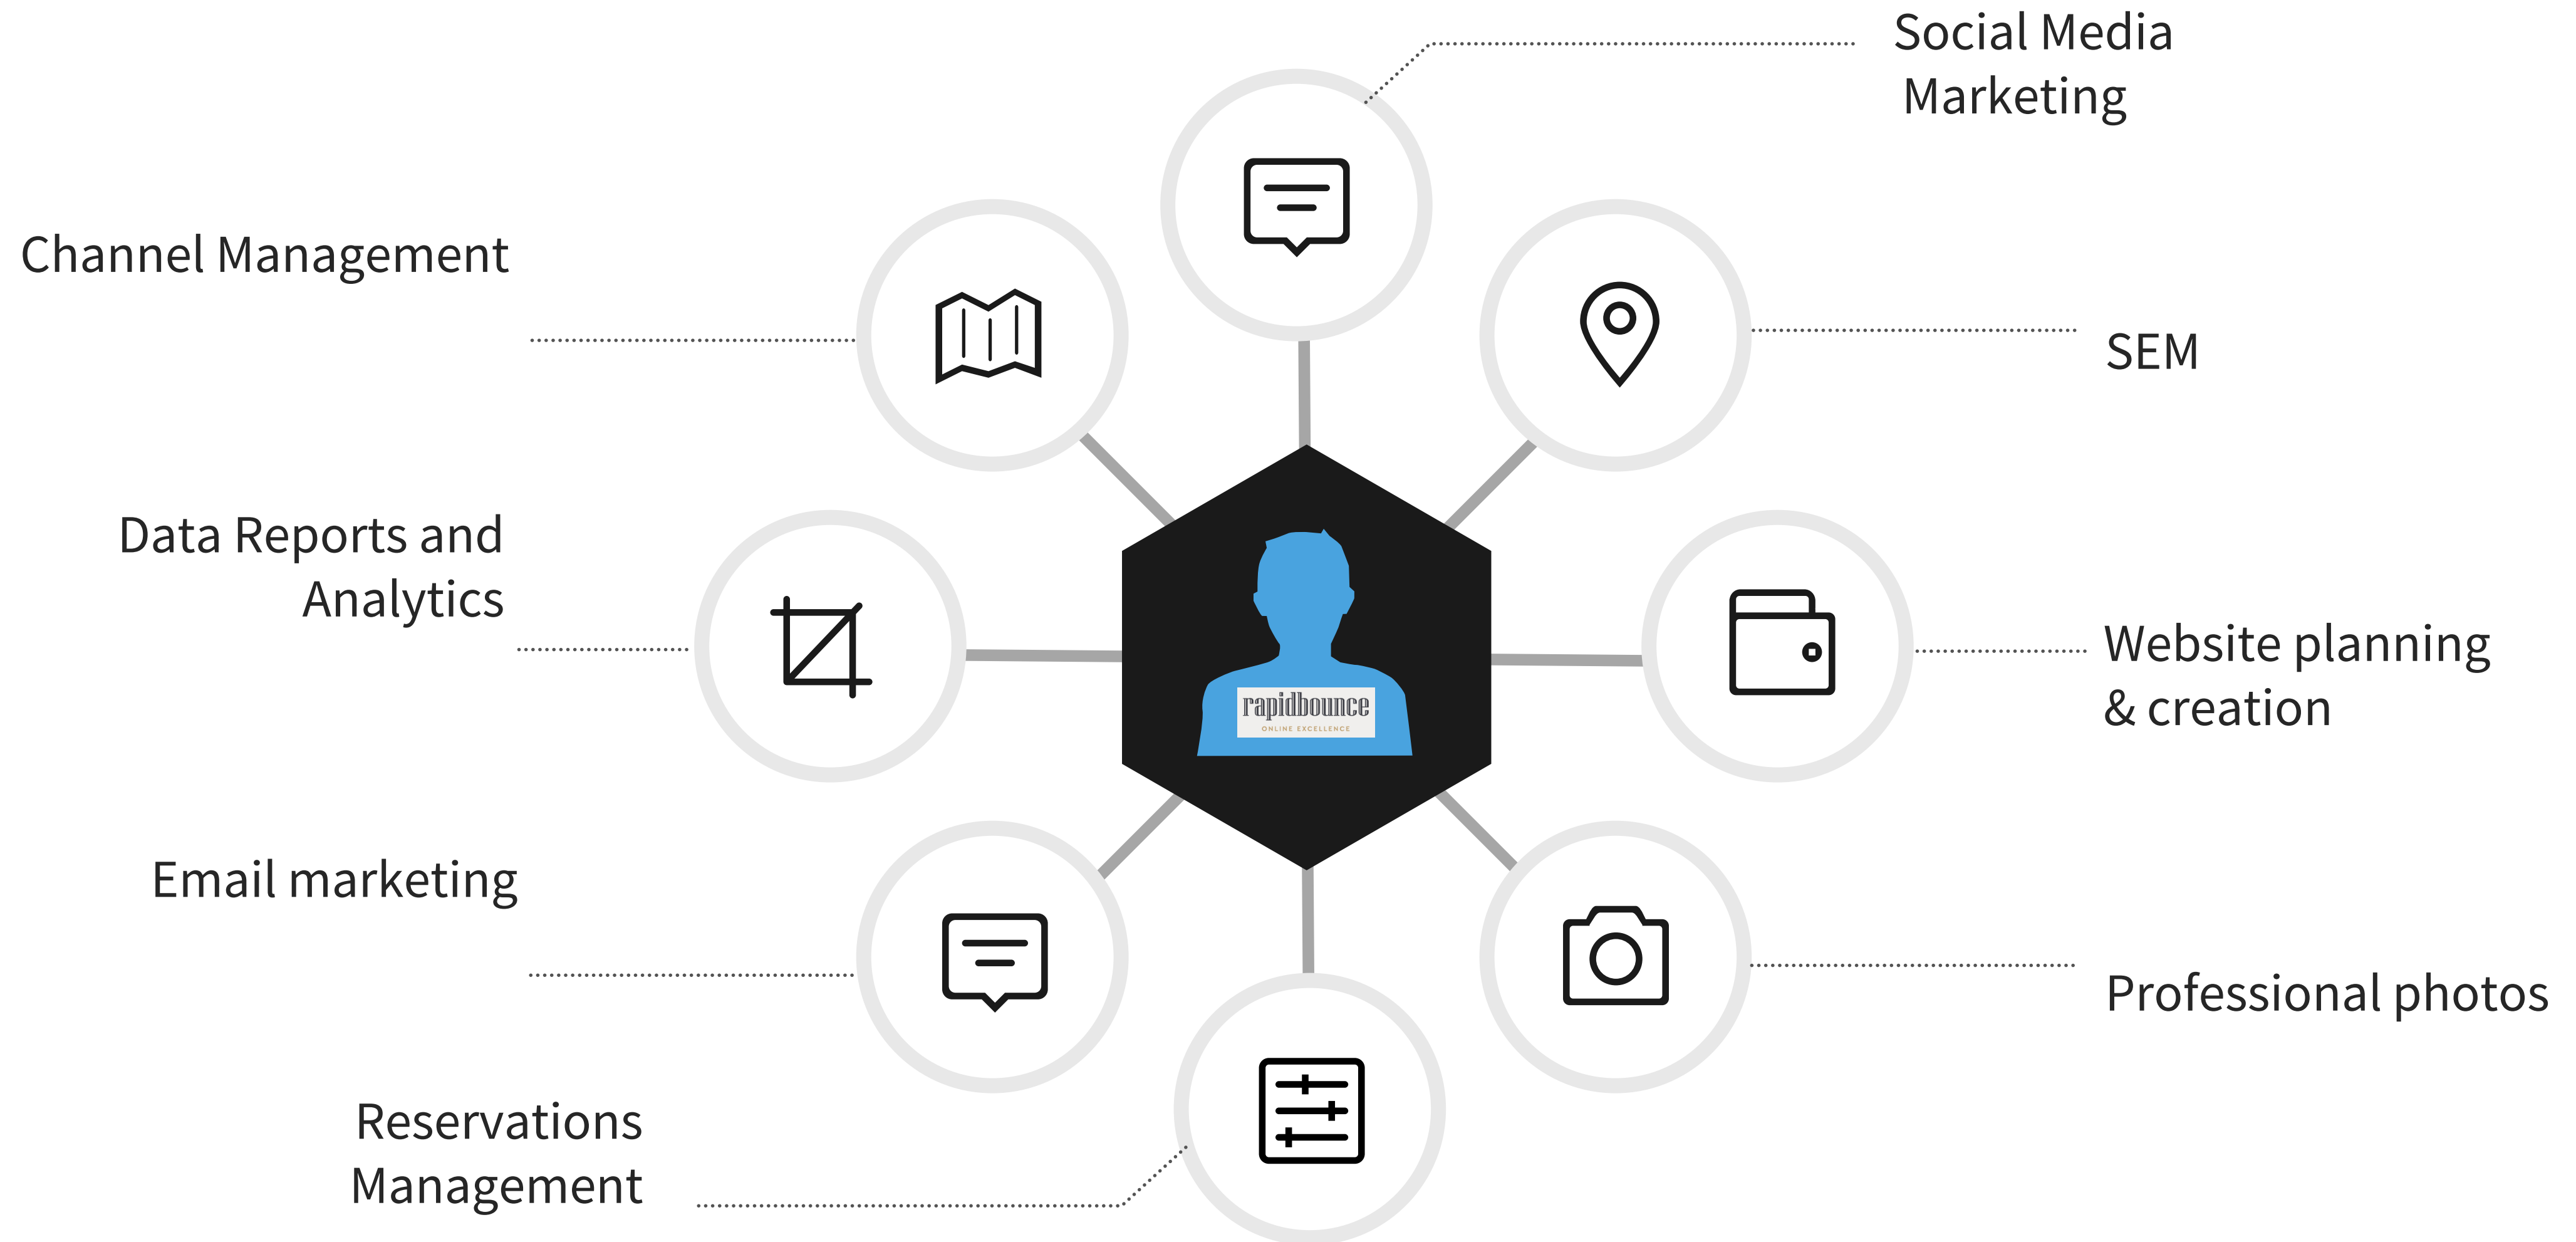 Social Media
Marketing
Channel Management
SEM
Data Reports and
Analytics
Website planning
& creation
rapidbounce
ONLINE EXCELLENCE
Email marketing
Professional photos
Reservations
Management